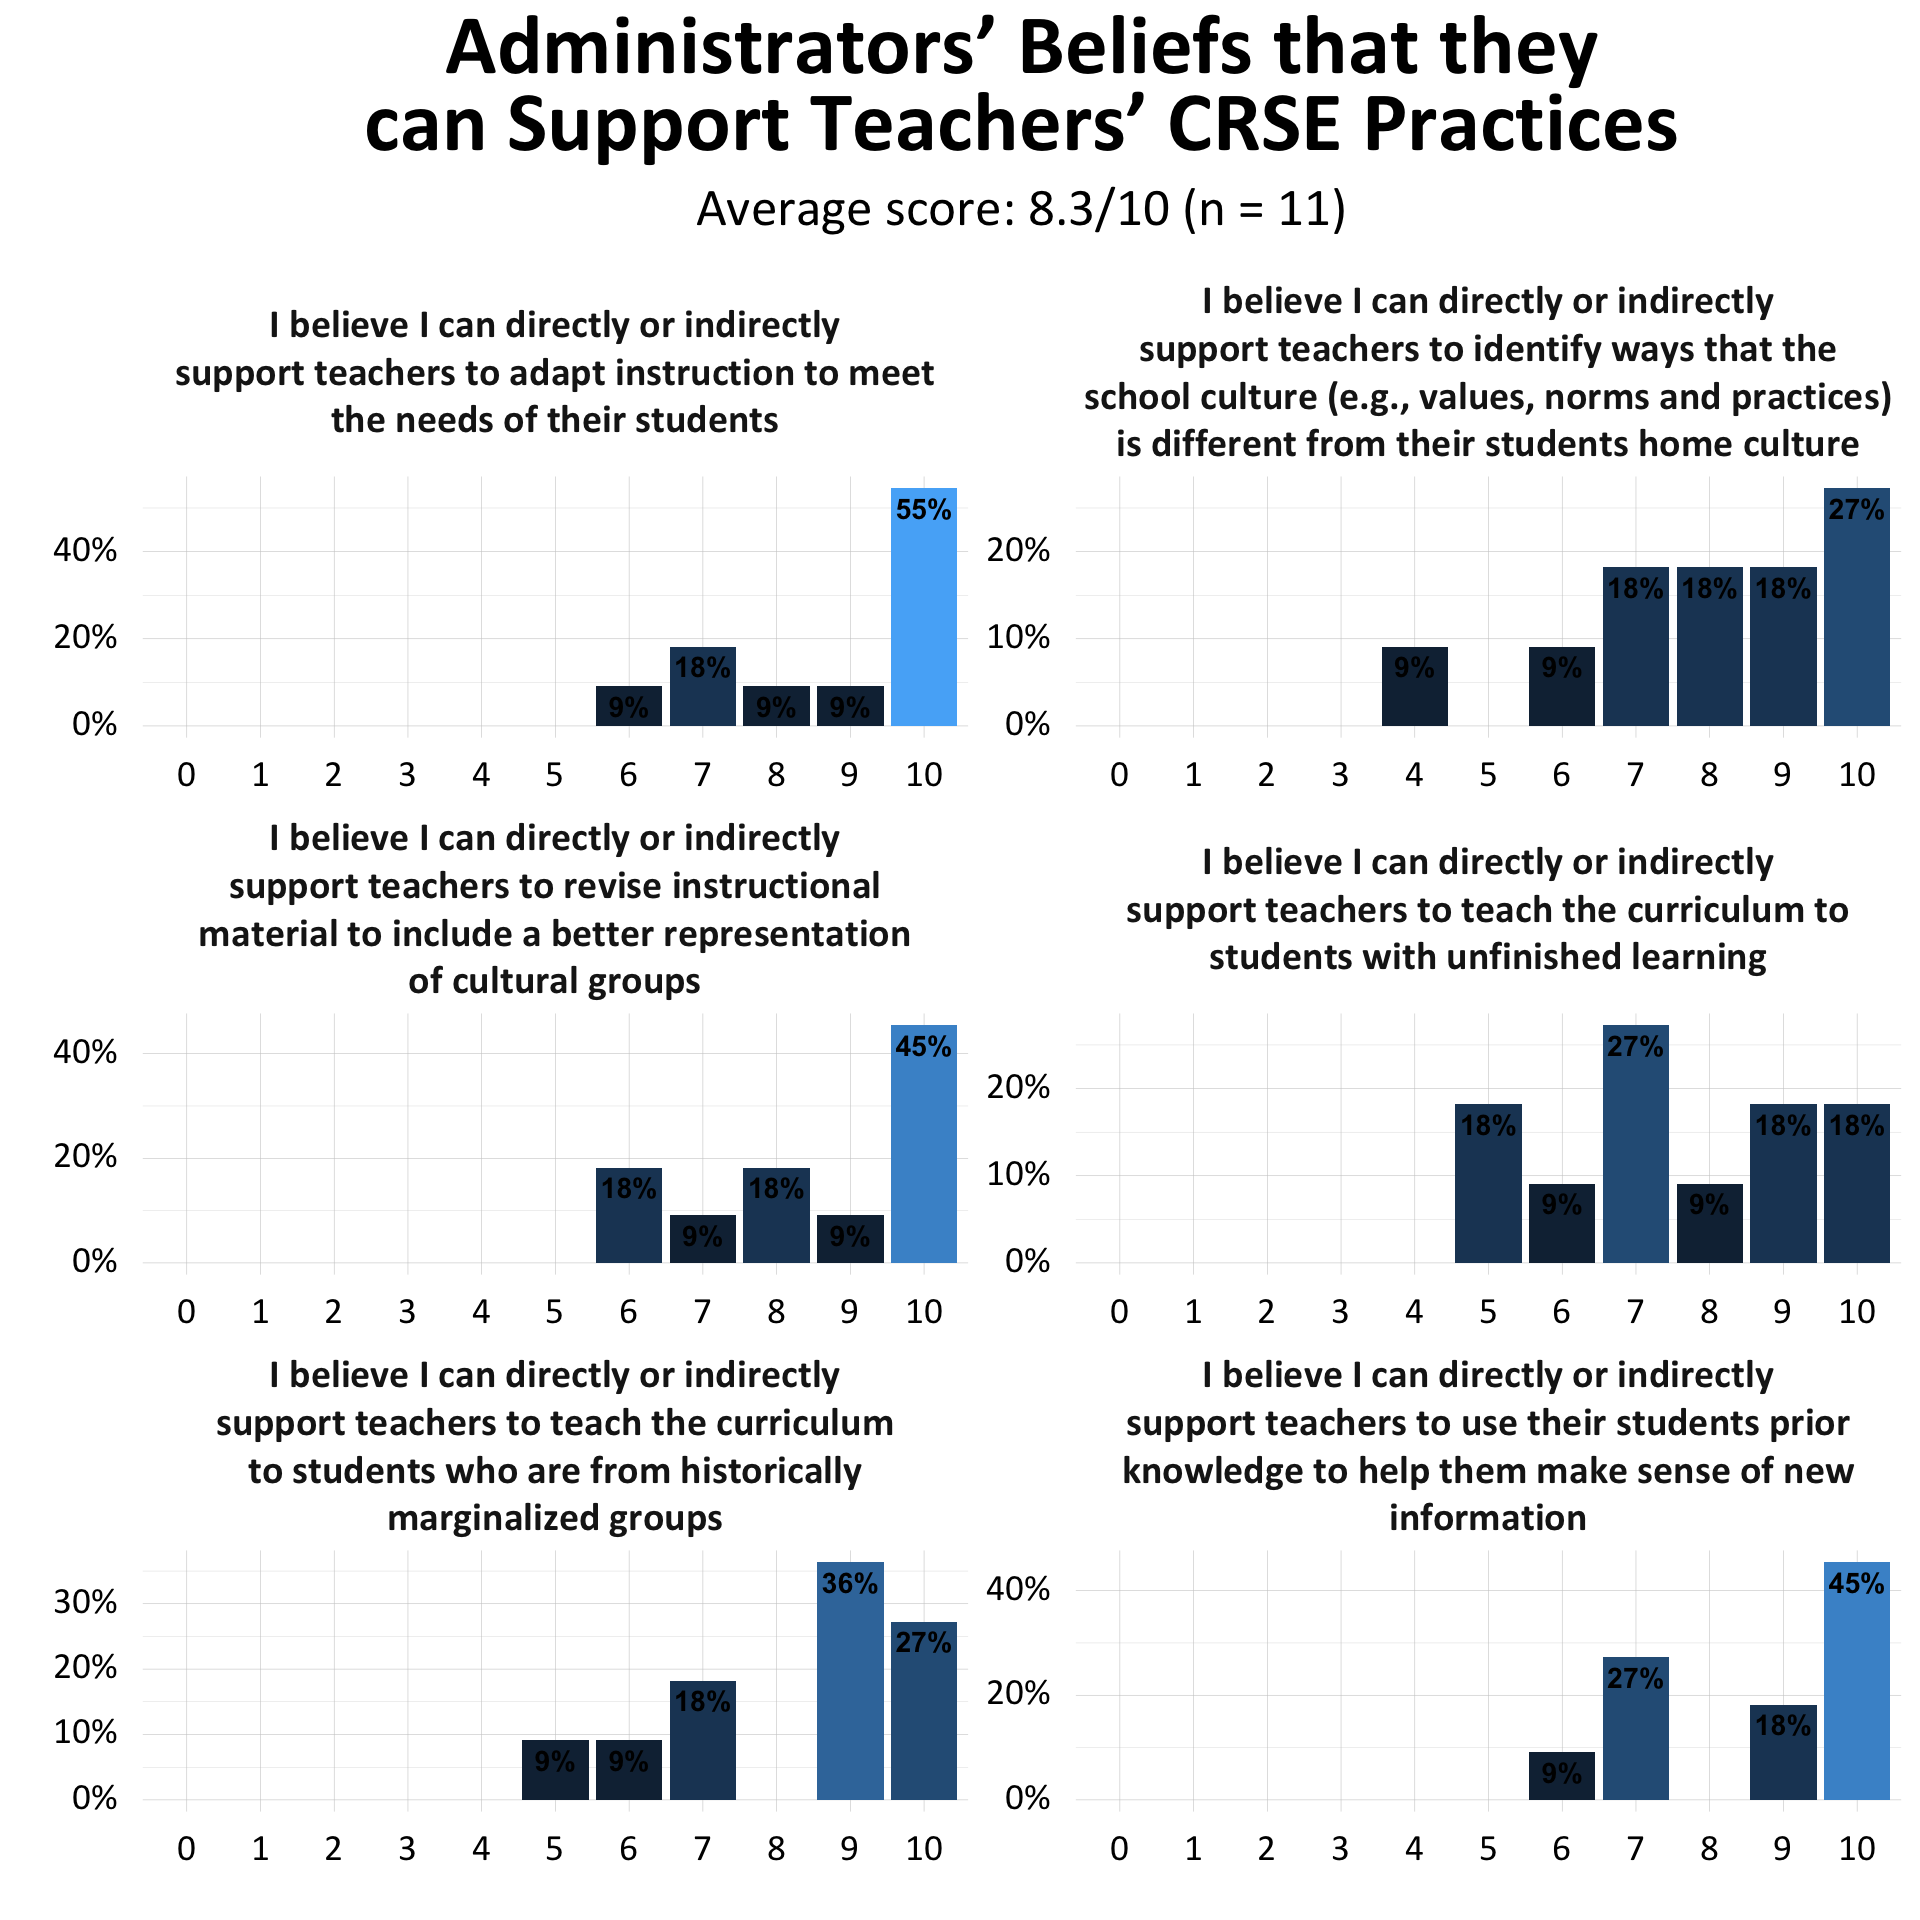 Administrators’ Beliefs that they
can Support Teachers’ CRSE Practices
Average score: 8.3/10 (n = 11)
I believe I can directly or indirectly
support teachers to adapt instruction to meet
the needs of their students
40%
20%
0%
9%
18%
9%
9%
55%
0 1 2 3 4 5 6 7 8 9 10
I believe I can directly or indirectly
support teachers to identify ways that the
school culture (e.g., values, norms and practices)
is different from their students home culture
20%
10%
0%
9%
9%
18%
18%
18%
27%
0 1 2 3 4 5 6 7 8 9 10
I believe I can directly or indirectly
support teachers to revise instructional
material to include a better representation
of cultural groups
40%
20%
0%
18%
9%
18%
9%
45%
0 1 2 3 4 5 6 7 8 9 10
I believe I can directly or indirectly
support teachers to teach the curriculum to
students with unfinished learning
20%
10%
0%
18%
9%
27%
9%
18%
18%
0 1 2 3 4 5 6 7 8 9 10
I believe I can directly or indirectly
support teachers to teach the curriculum
to students who are from historically
marginalized groups
30%
20%
10%
0%
9%
9%
18%
36%
27%
0 1 2 3 4 5 6 7 8 9 10
I believe I can directly or indirectly
support teachers to use their students prior
knowledge to help them make sense of new
information
40%
20%
0%
9%
27%
18%
45%
0 1 2 3 4 5 6 7 8 9 10